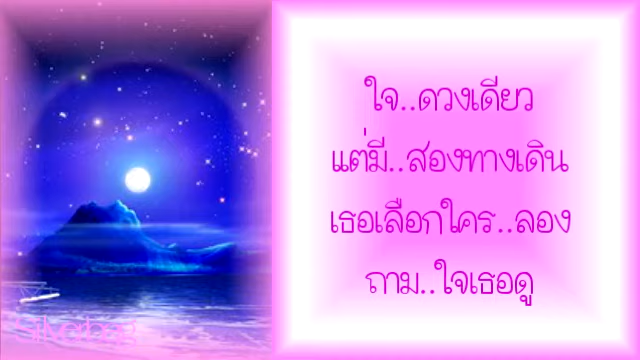 ใจ..ดวงเดียว
แต่มี..สองทางเดิน
เธอเลือกใคร..ลอง
ถาม..ใจเธอดู